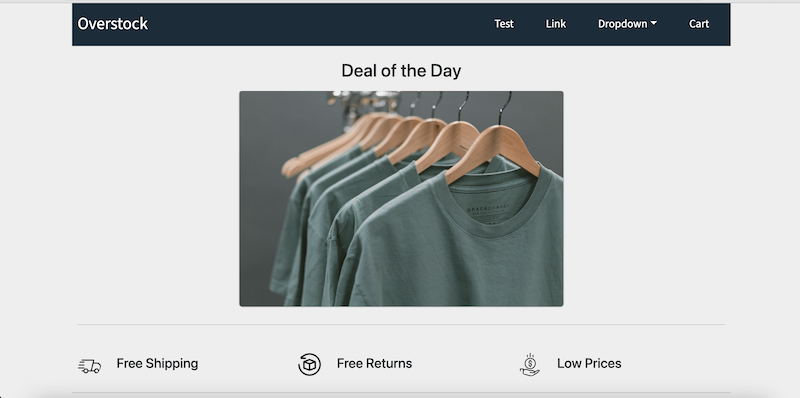 Overstock Test Link Dropdown Cart
Deal of the Day
Free Shipping Free Returns Low Prices